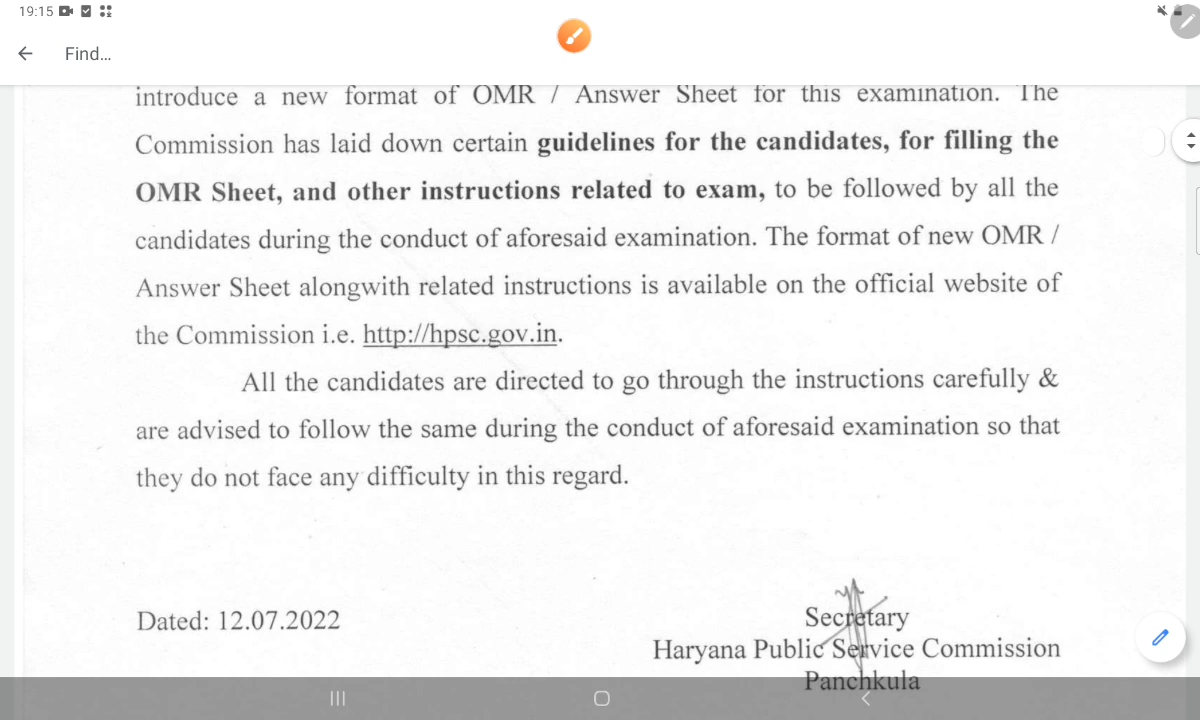 19:15
Find...
introduce a new format of OMR / Answer Sheet for this examination. The
Commission has laid down certain guidelines for the candidates, for filling the
OMR Sheet, and other instructions related to exam, to be followed by all the
candidates during the conduct of aforesaid examination. The format of new OMR /
Answer Sheet alongwith related instructions is available on the official website of
the Commission i.e. http://hpsc.gov.in.
All the candidates are directed to go through the instructions carefully &
are advised to follow the same during the conduct of aforesaid examination so that
they do not face any difficulty in this regard.
Dated: 12.07.2022
Secretary
Haryana Public Service Commission
Panchkula